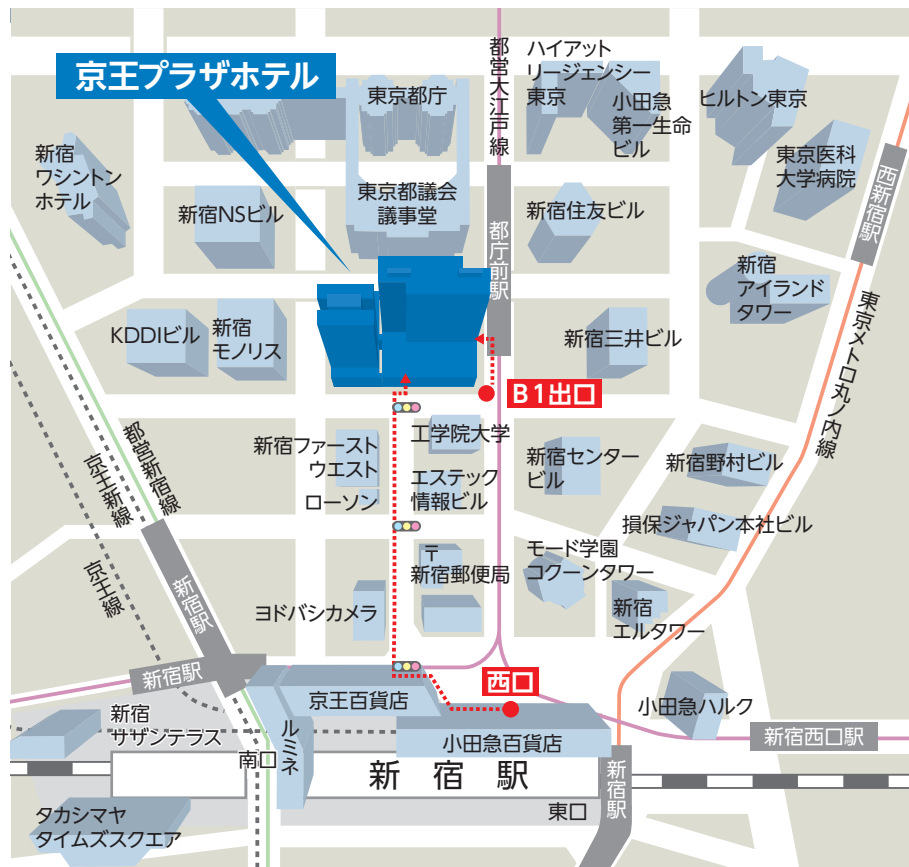 京王プラザホテル
東京都庁
都営大江戸線
ハイアット
リージェンシー
東京
小田急
第一生命
ビル
ヒルトン東京
東京医科
大学病院
西新宿駅
新宿
ワシントン
ホテル
新宿NSビル
東京都議会
議事堂
都庁前駅
新宿住友ビル
新宿
アイランド
タワー
KDDIビル
新宿
モノリス
新宿三井ビル
東京メトロ丸ノ内線
B1出口
工学院大学
新宿ファースト
ウエスト
ローソン
エステック
情報ビル
新宿センター
ビル
新宿野村ビル
損保ジャパン本社ビル
都営新宿線
京王新線
京王線
新宿駅
〒
新宿郵便局
モード学園
コクーンタワー
新宿
エルタワー
ヨドバシカメラ
新宿駅
京王百貨店
西口
小田急ハルク
新宿
サザンテラス
ルミネ
南口
小田急百貨店
新宿西口駅
新宿駅
新宿駅
東口
タカシマヤ
タイムズスクエア